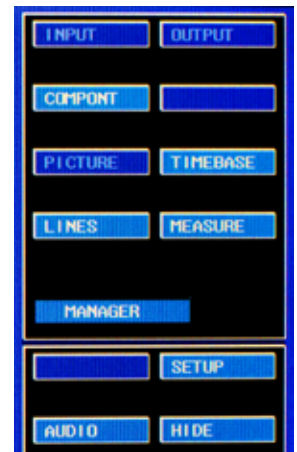 INPUT OUTPUT
COMPONT
PICTURE TIMEBASE
LINES MEASURE
MANAGER
SETUP
AUDIO HIDE